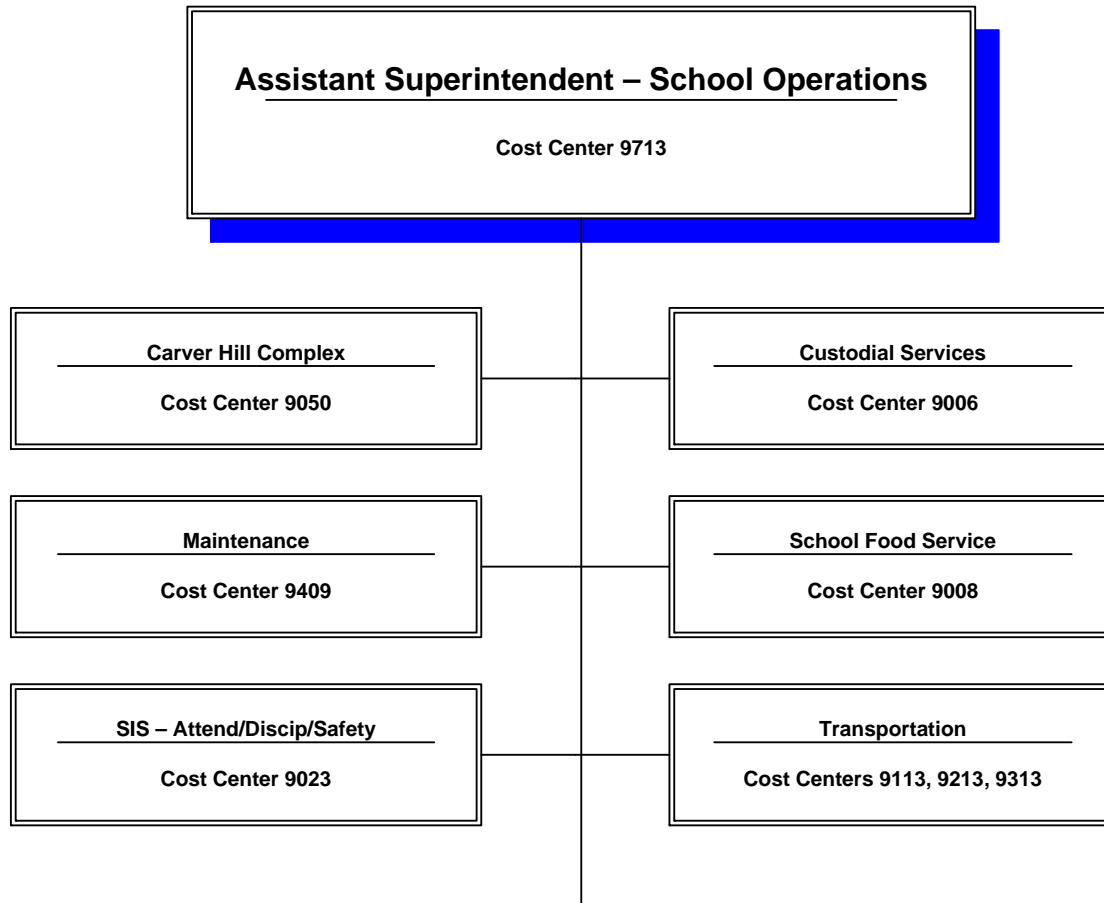 Assistant Superintendent – School Operations
Cost Center 9713
Carver Hill Complex
Cost Center 9050
Custodial Services
Cost Center 9006
Maintenance
Cost Center 9409
School Food Service
Cost Center 9008
SIS – Attend/Discip/Safety
Cost Center 9023
Transportation
Cost Centers 9113, 9213, 9313